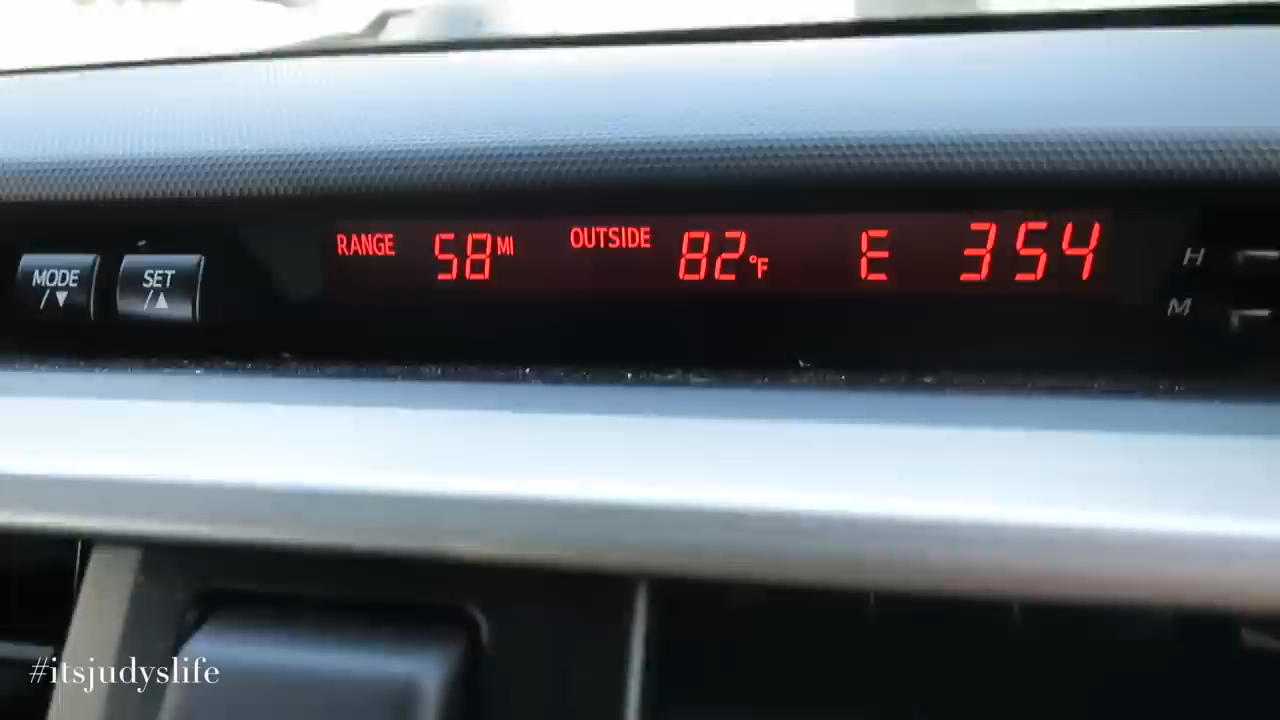 RANGE 58 MI OUTSIDE 82°F E 354
MODE /▼ SET /▲
H
M
#itsjudyslife